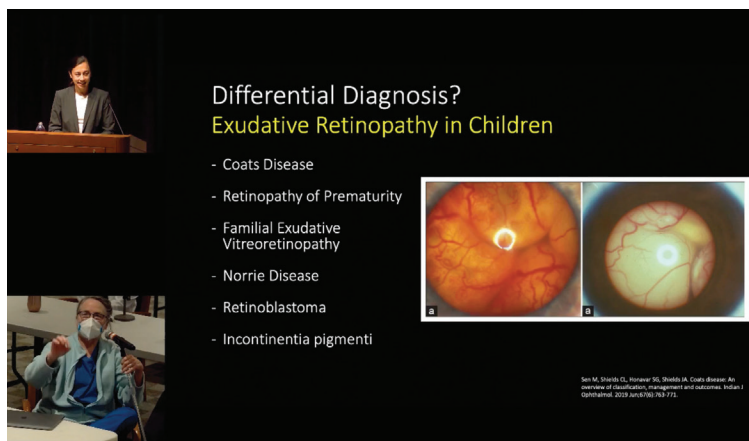 Differential Diagnosis?
Exudative Retinopathy in Children
- Coats Disease
- Retinopathy of Prematurity
- Familial Exudative
Vitreoretinopathy
- Norrie Disease
- Retinoblastoma
- Incontinentia pigmenti
a
a
Sen M, Shields CL, Honavar SG, Shields JA. Coats disease: An
overview of classification, management and outcomes. Indian J
Ophthalmol. 2019 Jun;67(6):763-771.